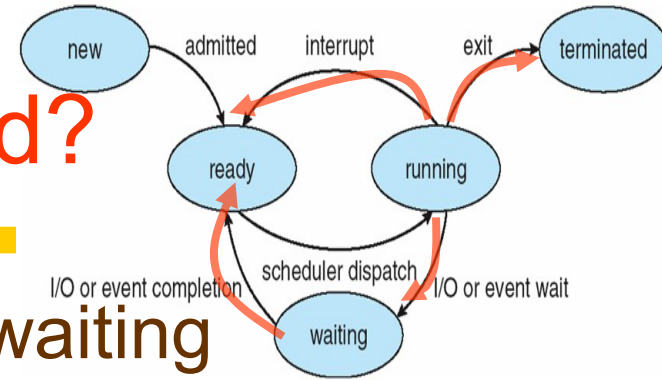 new
admitted
interrupt
exit
terminated
d?
ready
running
I/O or event completion
scheduler dispatch
I/O or event wait
waiting
waiting